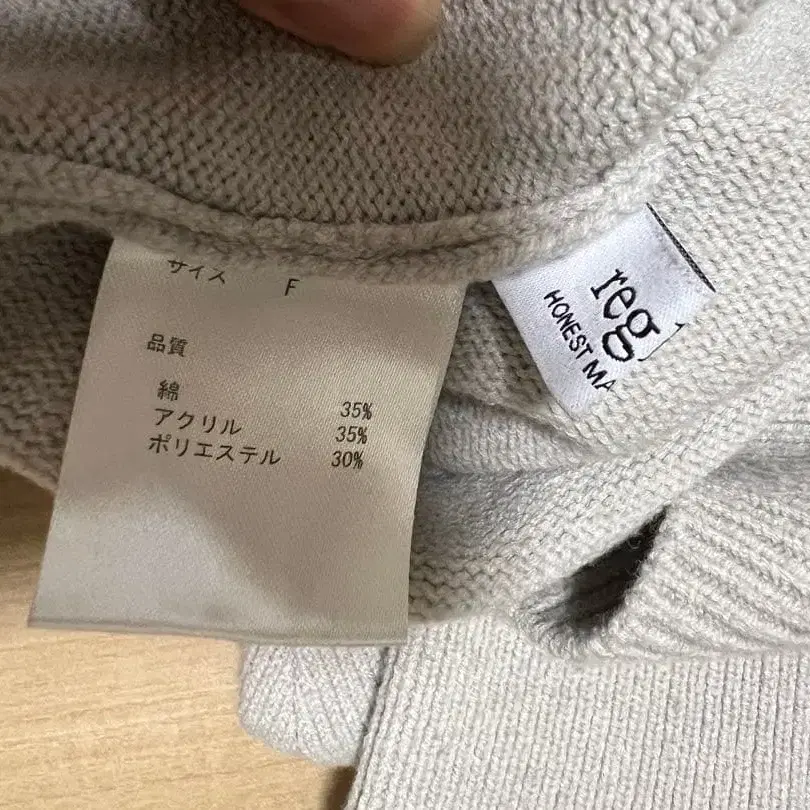 サイズ F
品質
綿 35%
アクリル 35%
ポリエステル 30%
reg
HONEST MA